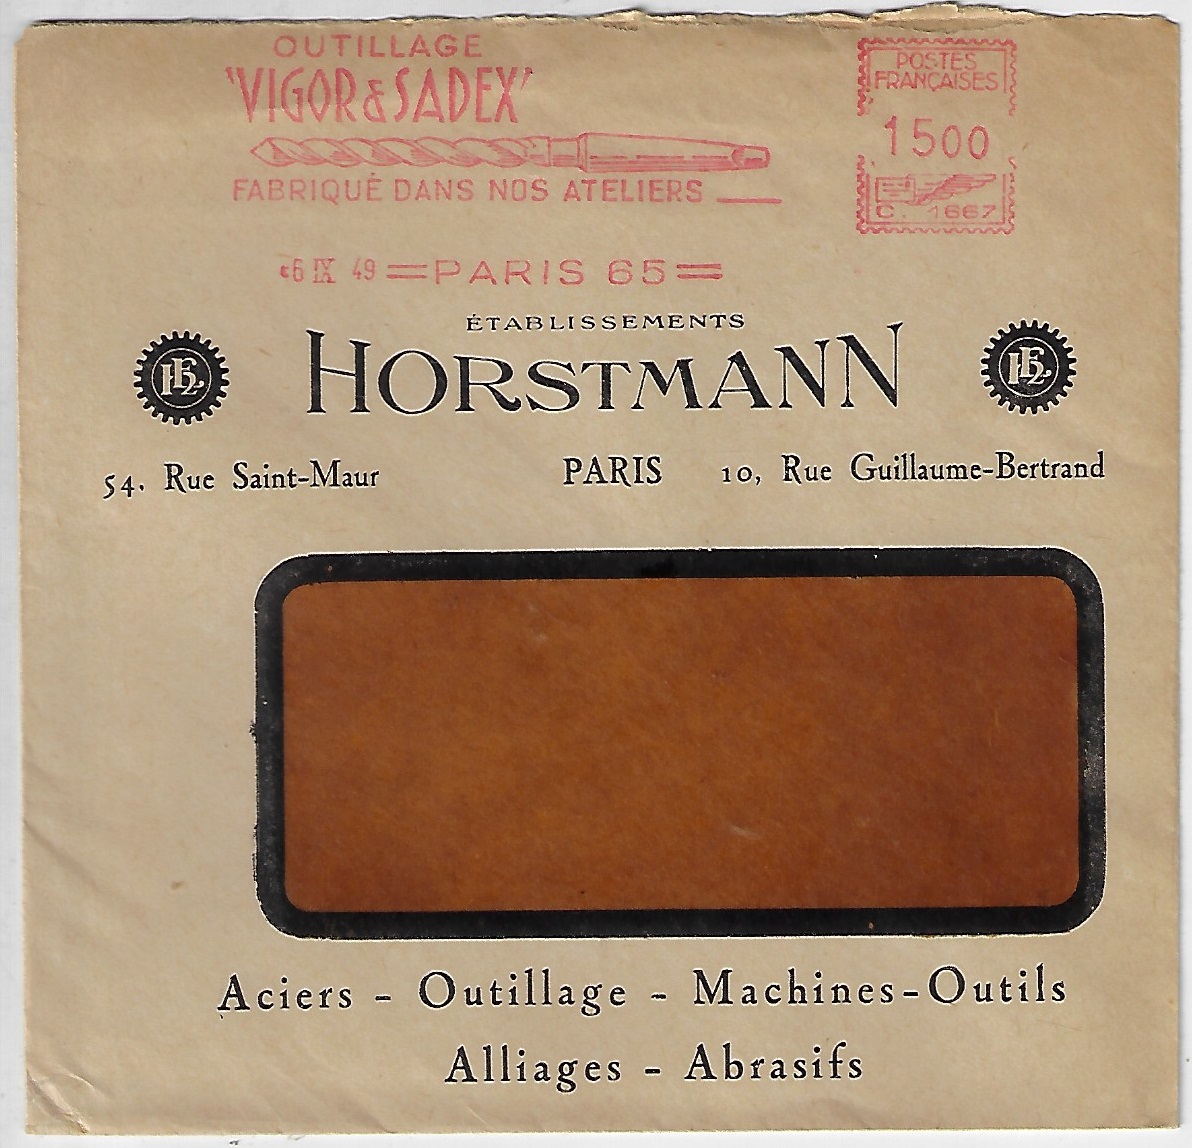 OUTILLAGE
'VIGOR & SADEX'
FABRIQUÉ DANS NOS ATELIERS
POSTES
FRANÇAISES
1500
C. 1667
6 IX 49 =PARIS 65=
ÉTABLISSEMENTS
HORSTMANN
54. Rue Saint-Maur PARIS 10, Rue Guillaume-Bertrand
Aciers - Outillage - Machines-Outils
Alliages - Abrasifs